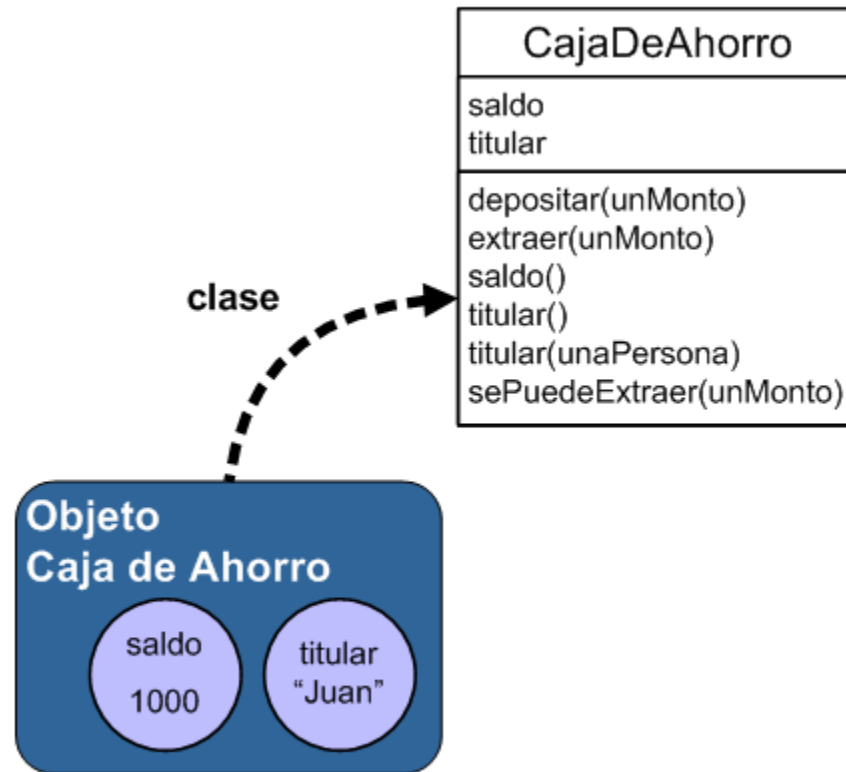 CajaDeAhorro
saldo
titular
depositar(unMonto)
extraer(unMonto)
saldo()
titular()
titular(unaPersona)
sePuedeExtraer(unMonto)
clase
Objeto
Caja de Ahorro
saldo
1000
titular
“Juan”